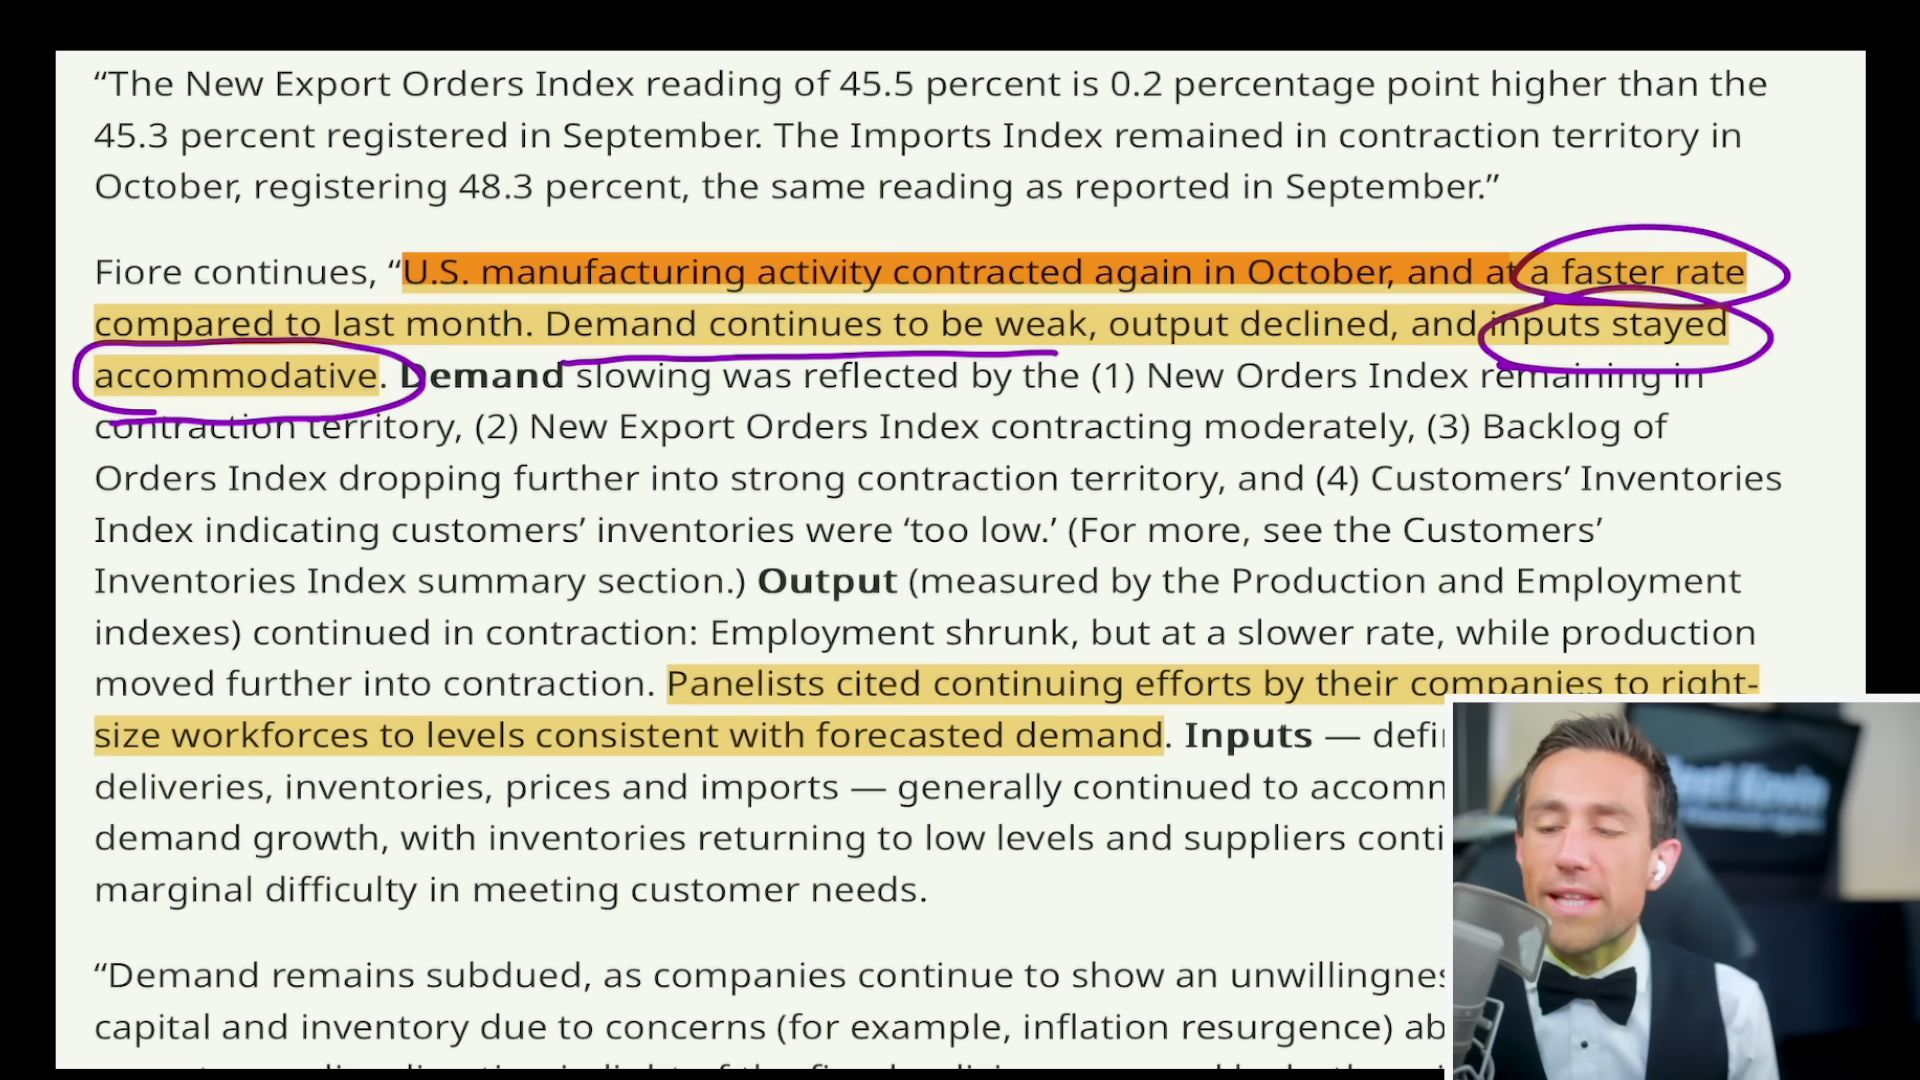 “The New Export Orders Index reading of 45.5 percent is 0.2 percentage point higher than the
45.3 percent registered in September. The Imports Index remained in contraction territory in
October, registering 48.3 percent, the same reading as reported in September.”
Fiore continues, “U.S. manufacturing activity contracted again in October, and at a faster rate
compared to last month. Demand continues to be weak, output declined, and inputs stayed
accommodative. Demand slowing was reflected by the (1) New Orders Index remaining in
contraction territory, (2) New Export Orders Index contracting moderately, (3) Backlog of
Orders Index dropping further into strong contraction territory, and (4) Customers’ Inventories
Index indicating customers’ inventories were ‘too low.’ (For more, see the Customers’
Inventories Index summary section.) Output (measured by the Production and Employment
indexes) continued in contraction: Employment shrunk, but at a slower rate, while production
moved further into contraction. Panelists cited continuing efforts by their companies to right-
size workforces to levels consistent with forecasted demand. Inputs —
deliveries, inventories, prices and imports — generally continued to
demand growth, with inventories returning to low levels and suppliers
marginal difficulty in meeting customer needs.
“Demand remains subdued, as companies continue to show an
capital and inventory due to concerns (for example, inflation resurgence)